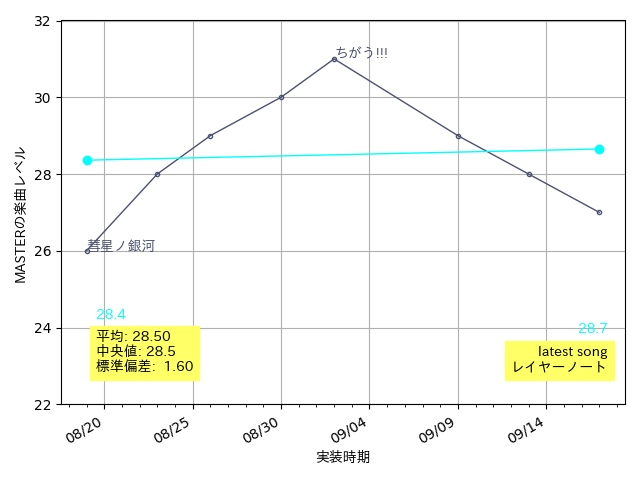 32
30
28
26
24
22
MASTERの楽曲レベル
ちがう!!!
彗星ノ銀河
28.4
平均: 28.50
中央値: 28.5
標準偏差: 1.60
28.7
latest song
レイヤーノート
08/20
08/25
08/30
09/04
09/09
09/14
実装時期